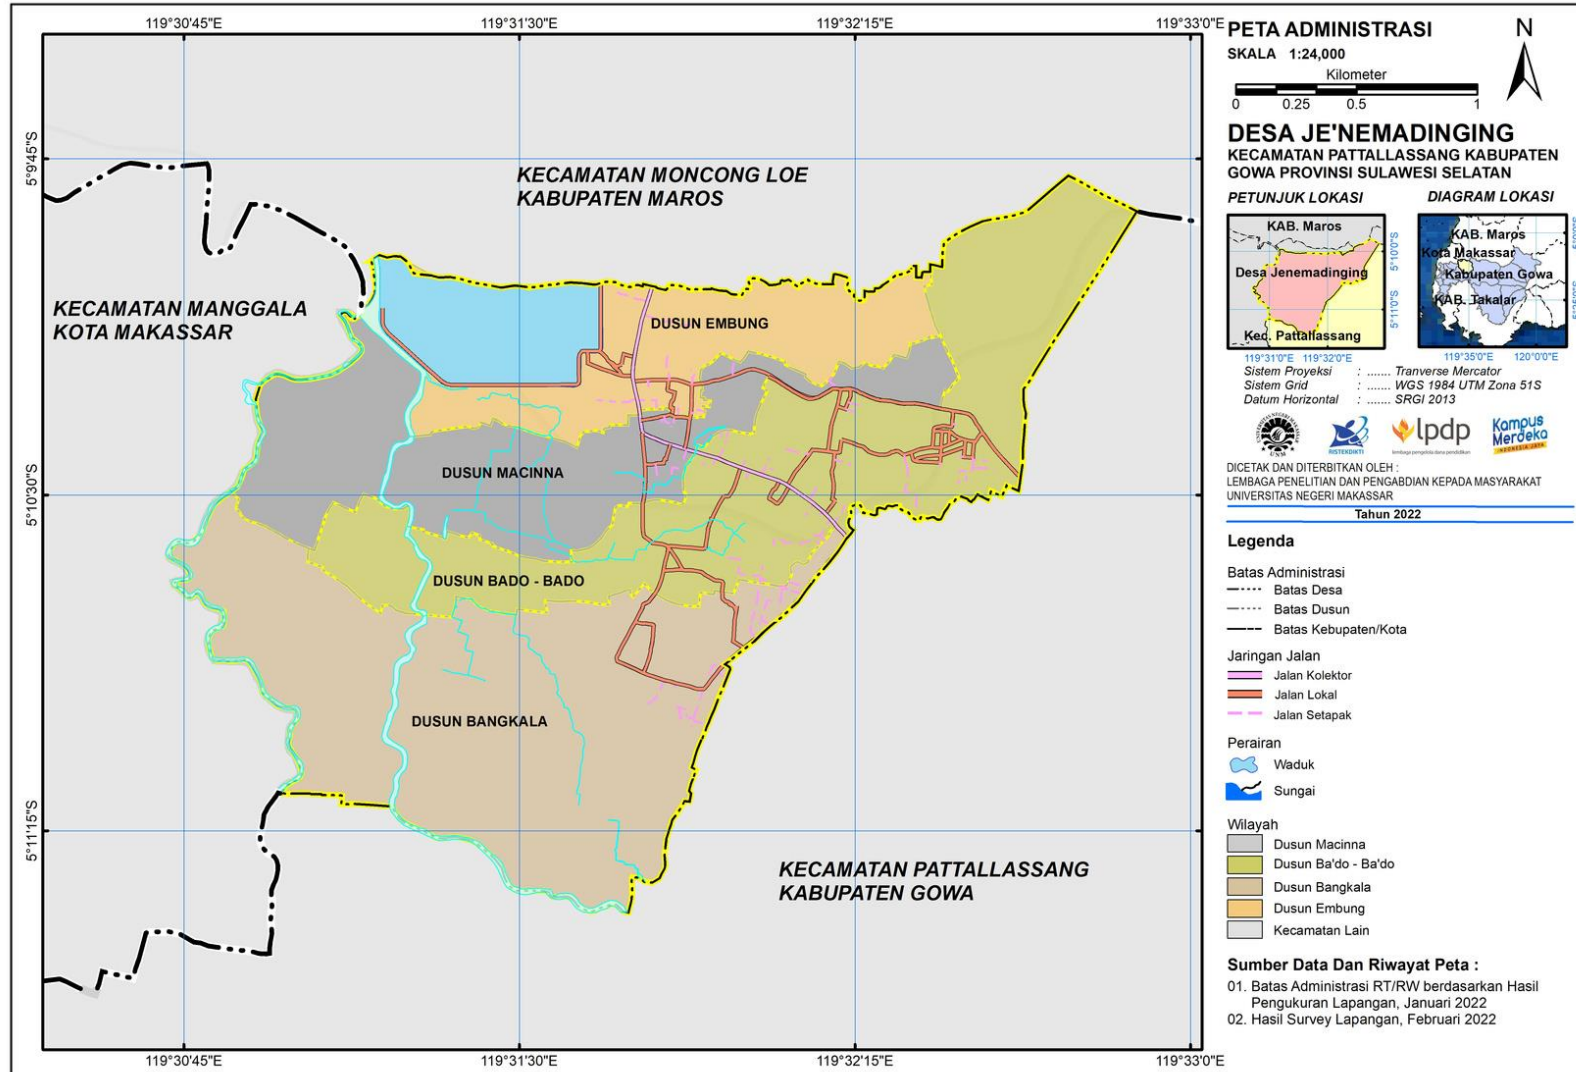 119°30'45"E
119°31'30"E
119°32'15"E
119°33'0"E
5°9'45"S
5°10'30"S
5°11'15"S
KECAMATAN MONCONG LOE
KABUPATEN MAROS
KECAMATAN MANGGALA
KOTA MAKASSAR
DUSUN EMBUNG
DUSUN MACINNA
DUSUN BADO - BADO
DUSUN BANGKALA
KECAMATAN PATTALLASSANG
KABUPATEN GOWA
119°30'45"E
119°31'30"E
119°32'15"E
119°33'0"E
PETA ADMINISTRASI
SKALA 1:24,000
N
Kilometer
0 0.25 0.5 1
DESA JE'NEMADINGING
KECAMATAN PATTALLASSANG KABUPATEN
GOWA PROVINSI SULAWESI SELATAN
PETUNJUK LOKASI
KAB. Maros
Desa Jenemadinging
Kec. Pattallassang
5°10'0"S
5°11'0"S
119°31'0"E 119°32'0"E
DIAGRAM LOKASI
KAB. Maros
Kota Makassar
Kabupaten Gowa
KAB. Takalar
119°35'0"E 120°0'0"E
Sistem Proyeksi : ....... Tranverse Mercator
Sistem Grid : ....... WGS 1984 UTM Zona 51S
Datum Horizontal : ....... SRGI 2013
UNM
RISTEKDIKTI
lpdp
lembaga pengelola dana pendidikan
Kampus
Merdeka
INDONESIA JAYA
DICETAK DAN DITERBITKAN OLEH :
LEMBAGA PENELITIAN DAN PENGABDIAN KEPADA MASYARAKAT
UNIVERSITAS NEGERI MAKASSAR
Tahun 2022
Legenda
Batas Administrasi
Batas Desa
Batas Dusun
Batas Kebupaten/Kota
Jaringan Jalan
Jalan Kolektor
Jalan Lokal
Jalan Setapak
Perairan
Waduk
Sungai
Wilayah
Dusun Macinna
Dusun Ba'do - Ba'do
Dusun Bangkala
Dusun Embung
Kecamatan Lain
Sumber Data Dan Riwayat Peta :
01. Batas Administrasi RT/RW berdasarkan Hasil
Pengukuran Lapangan, Januari 2022
02. Hasil Survey Lapangan, Februari 2022